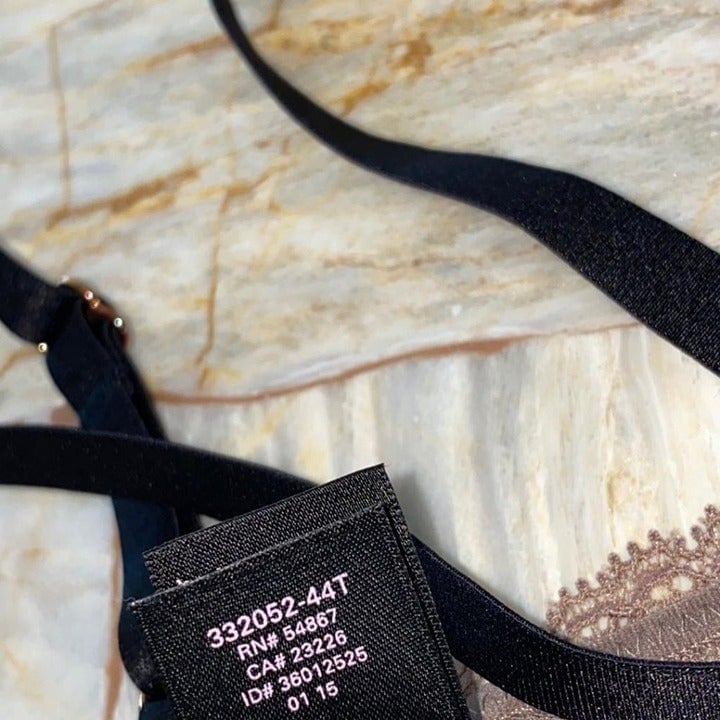 332052-44T
RN# 54867
CA# 23226
ID# 36012525
01 15